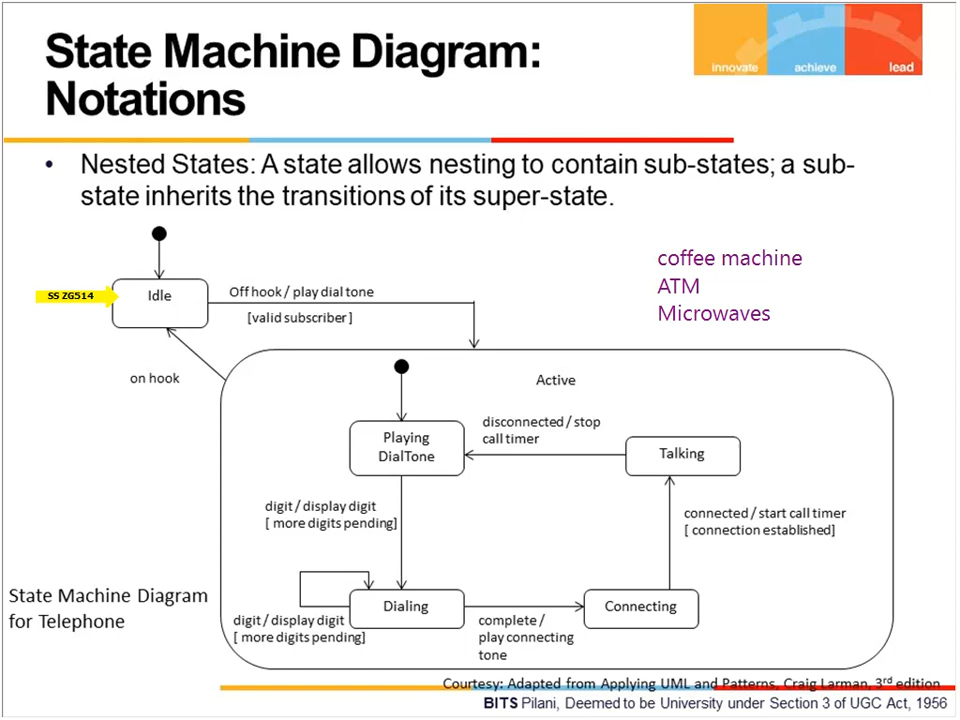 State Machine Diagram:
Notations
innovate achieve lead
• Nested States: A state allows nesting to contain sub-states; a sub-
state inherits the transitions of its super-state.
coffee machine
ATM
Microwaves
SS ZG514
Idle
Off hook / play dial tone
[valid subscriber ]
on hook
Active
Playing
DialTone
disconnected / stop
call timer
Talking
digit / display digit
[ more digits pending]
connected / start call timer
[ connection established]
Dialing
Connecting
digit / display digit
[ more digits pending]
complete /
play connecting
tone
State Machine Diagram
for Telephone
Courtesy: Adapted from Applying UML and Patterns, Craig Larman, 3rd edition
BITS Pilani, Deemed to be University under Section 3 of UGC Act, 1956